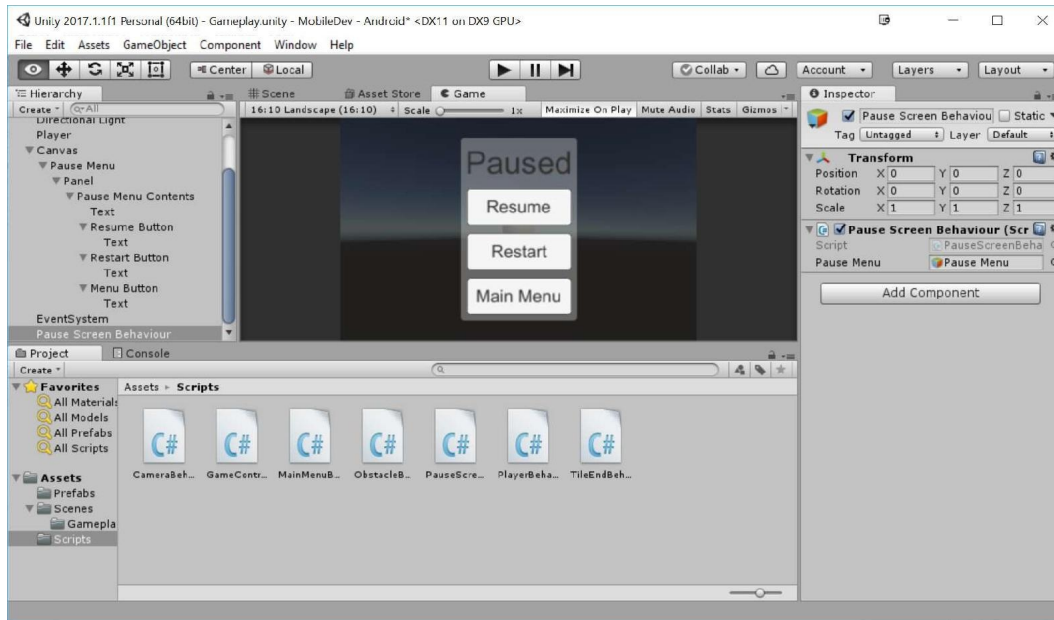 Unity 2017.1.1f1 Personal (64bit) - Gameplay.unity - MobileDev - Android* <DX11 on DX9 GPU>
File Edit Assets GameObject Component Window Help
Center Local Collab Account Layers Layout
Hierarchy
Create All
Directional Light
Player
Canvas
Pause Menu
Panel
Pause Menu Contents
Text
Resume Button
Text
Restart Button
Text
Menu Button
Text
EventSystem
Pause Screen Behaviour
Scene Asset Store Game
16:10 Landscape (16:10) Scale 1x Maximize On Play Mute Audio Stats Gizmos
Paused
Resume
Restart
Main Menu
Inspector
Pause Screen Behaviou Static
Tag Untagged Layer Default
Transform
Position X 0 Y 0 Z 0
Rotation X 0 Y 0 Z 0
Scale X 1 Y 1 Z 1
Pause Screen Behaviour (Scr
Script PauseScreenBeha
Pause Menu Pause Menu
Add Component
Project Console
Create
Favorites
All Materials
All Models
All Prefabs
All Scripts
Assets
Prefabs
Scenes
Gamepla
Scripts
Assets Scripts
C# C# C# C# C# C# C#
CameraBeh... GameContr... MainMenuB... ObstacleB... PauseScre... PlayerBeha... TileEndBeh...